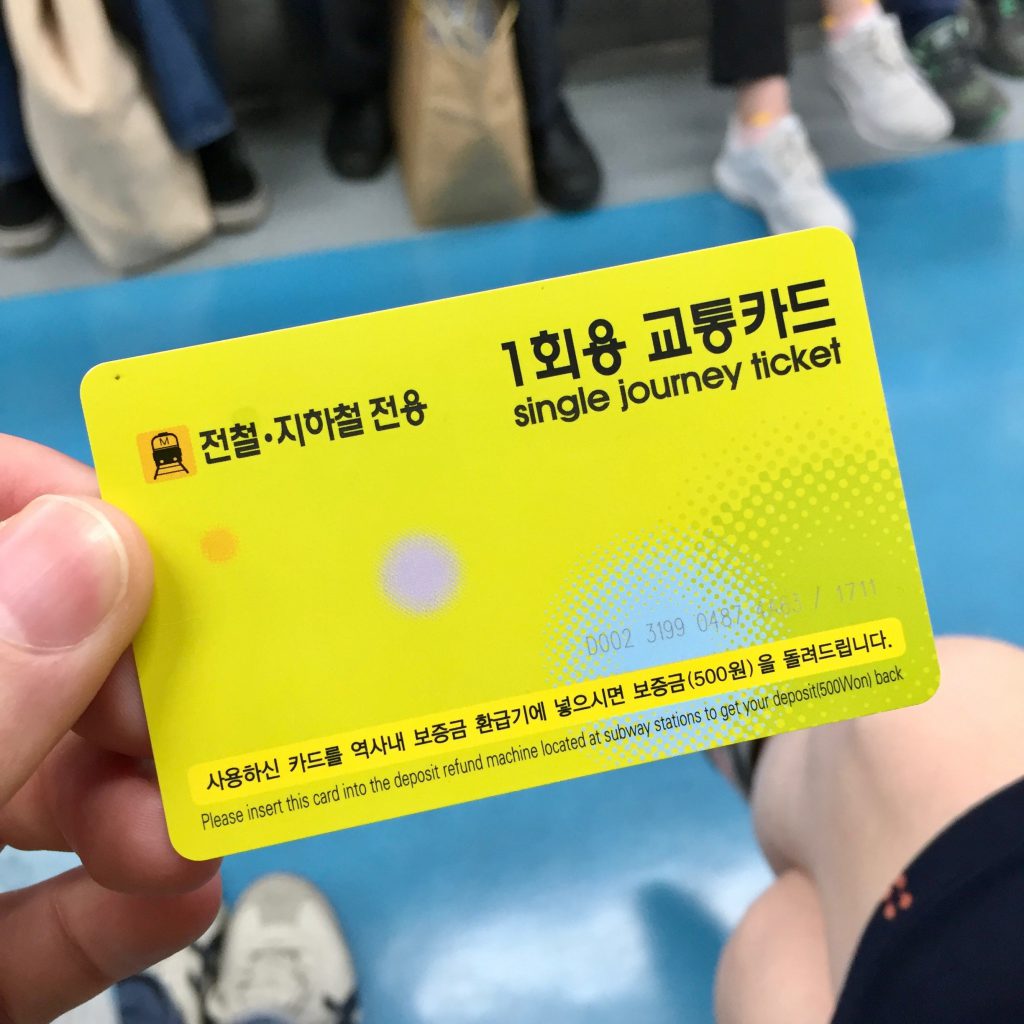 1회용 교통카드
single journey ticket
M
전철·지하철 전용
D002 3199 0487 4463 / 1711
사용하신 카드를 역사내 보증금 환급기에 넣으시면 보증금(500원)을 돌려드립니다.
Please insert this card into the deposit refund machine located at subway stations to get your deposit(500Won) back